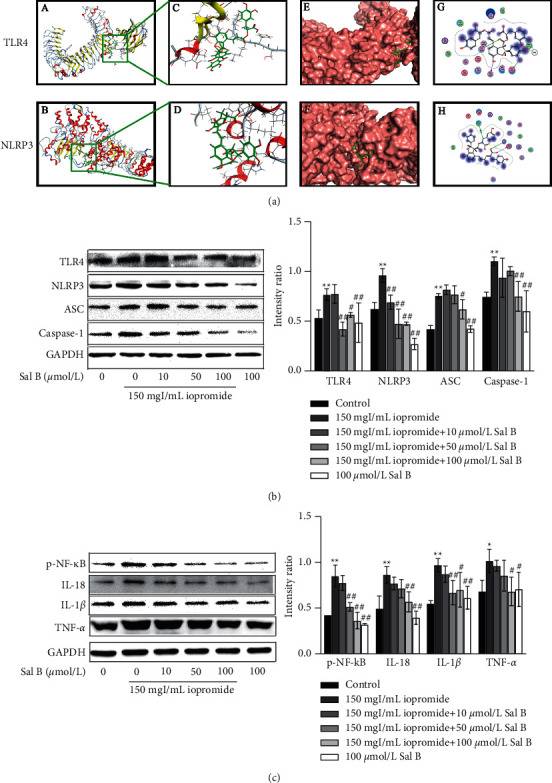 A
C
E
G
TLR4
B
D
F
H
NLRP3
(a)
TLR4
NLRP3
ASC
Caspase-1
GAPDH
Sal B (μmol/L) 0 0 10 50 100 100
150 mgI/mL iopromide
Intensity ratio
1.5
1.0
0.5
0.0
** ## # ##
** ## ## ## ##
** # ##
** ## ##
TLR4 NLRP3 ASC Caspase-1
Control
150 mgI/mL iopromide
150 mgI/mL iopromide+10 μmol/L Sal B
150 mgI/mL iopromide+50 μmol/L Sal B
150 mgI/mL iopromide+100 μmol/L Sal B
100 μmol/L Sal B
(b)
p-NF-κB
IL-18
IL-1β
TNF-α
GAPDH
Sal B (μmol/L) 0 0 10 50 100 100
150 mgI/mL iopromide
Intensity ratio
1.5
1.0
0.5
0.0
** ## ## ##
** ## ##
** ## # ##
* # #
p-NF-kB IL-18 IL-1β TNF-α
Control
150 mgI/mL iopromide
150 mgI/mL iopromide+10 μmol/L Sal B
150 mgI/mL iopromide+50 μmol/L Sal B
150 mgI/mL iopromide+100 μmol/L Sal B
100 μmol/L Sal B
(c)